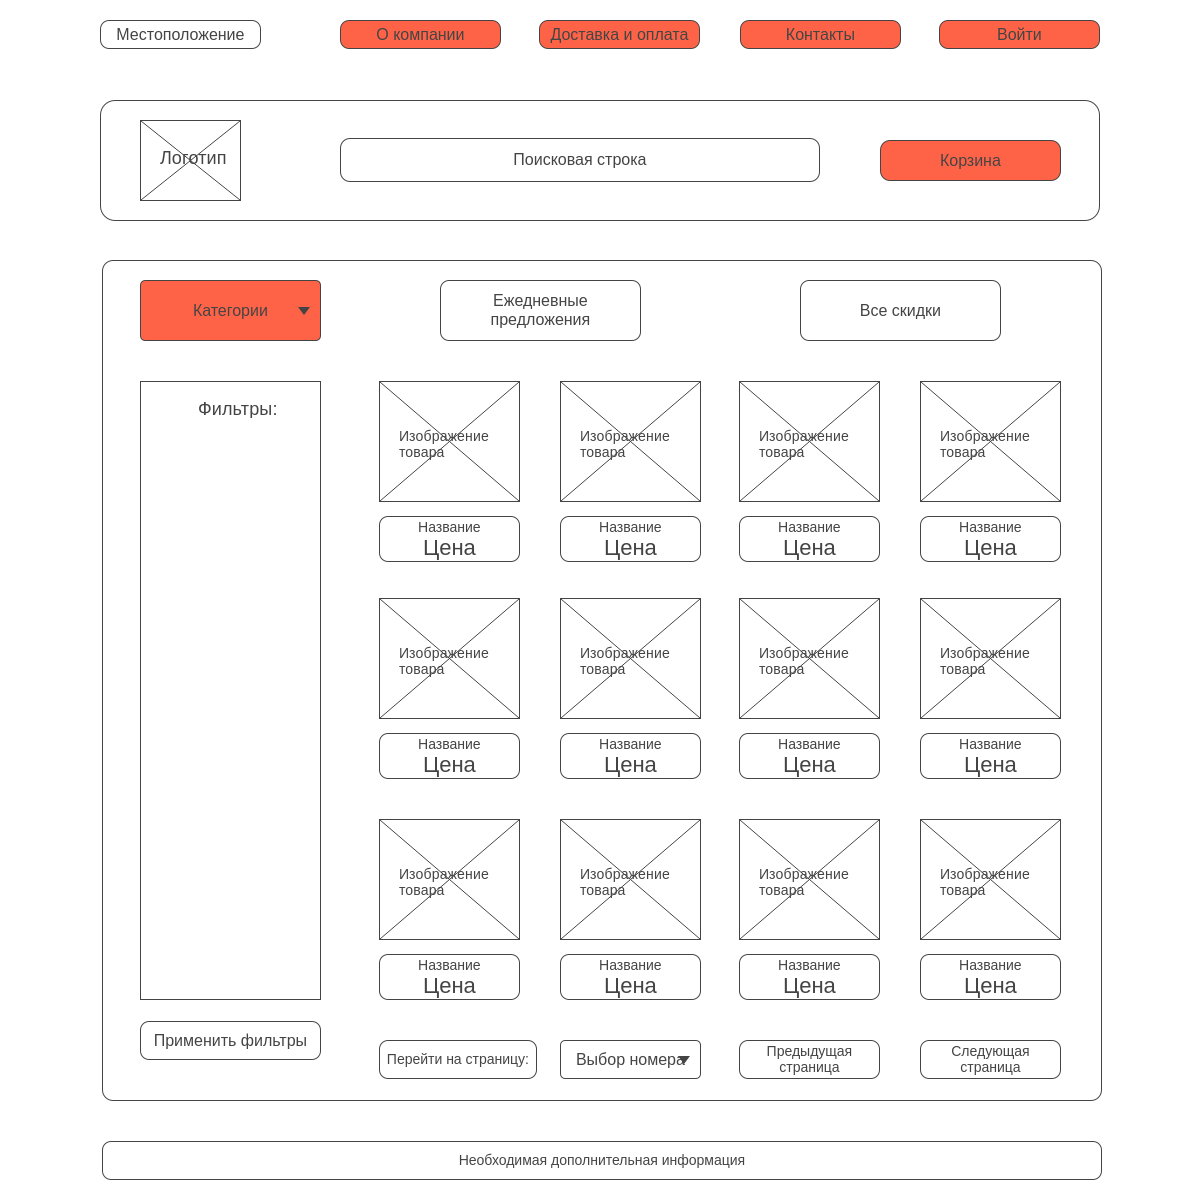 Местоположение
О компании
Доставка и оплата
Контакты
Войти
Логотип
Поисковая строка
Корзина
Категории
Ежедневные
предложения
Все скидки
Фильтры:
Изображение
товара
Изображение
товара
Изображение
товара
Изображение
товара
Название
Цена
Название
Цена
Название
Цена
Название
Цена
Изображение
товара
Изображение
товара
Изображение
товара
Изображение
товара
Название
Цена
Название
Цена
Название
Цена
Название
Цена
Изображение
товара
Изображение
товара
Изображение
товара
Изображение
товара
Название
Цена
Название
Цена
Название
Цена
Название
Цена
Применить фильтры
Перейти на страницу:
Выбор номера
Предыдущая
страница
Следующая
страница
Необходимая дополнительная информация